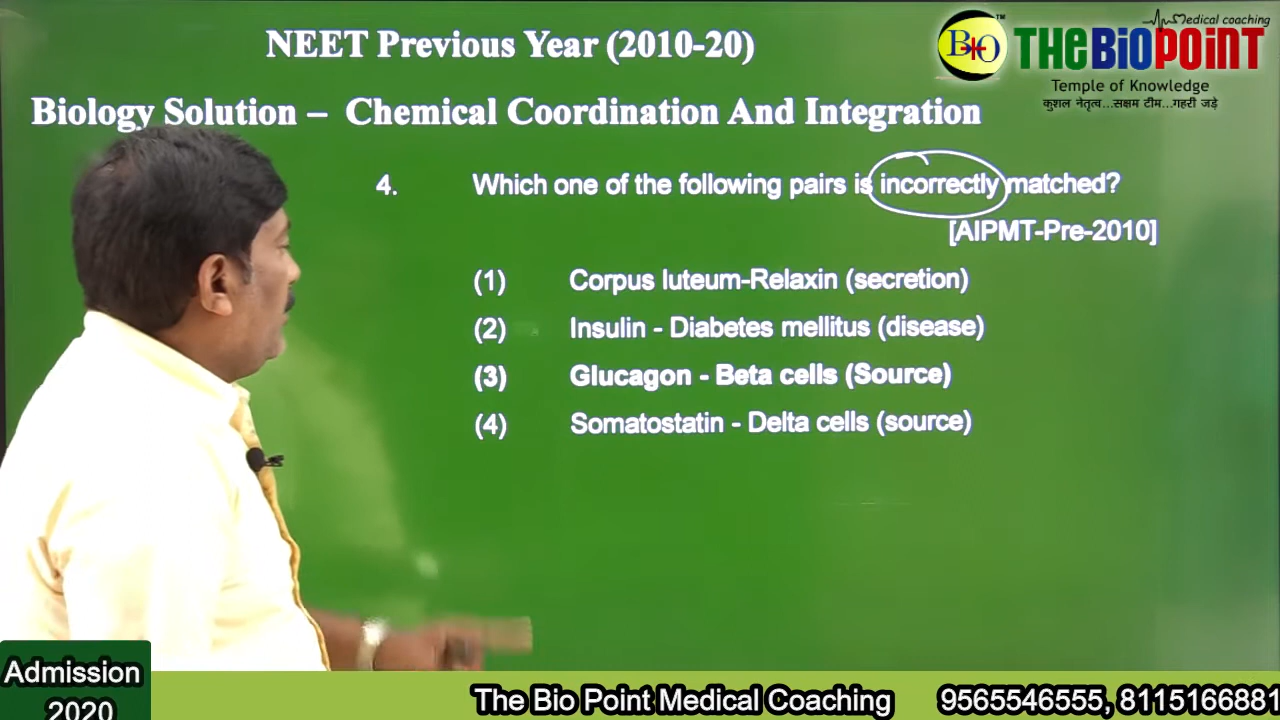 NEET Previous Year (2010-20)
BIO ™
Medical coaching
THEBiOPOiNT
Temple of Knowledge
कुशल नेतृत्व...सक्षम टीम...गहरी जड़े
Biology Solution – Chemical Coordination And Integration
4. Which one of the following pairs is incorrectly matched?
[AIPMT-Pre-2010]
(1) Corpus luteum-Relaxin (secretion)
(2) Insulin - Diabetes mellitus (disease)
(3) Glucagon - Beta cells (Source)
(4) Somatostatin - Delta cells (source)
Admission
2020
The Bio Point Medical Coaching 9565546555, 8115166881